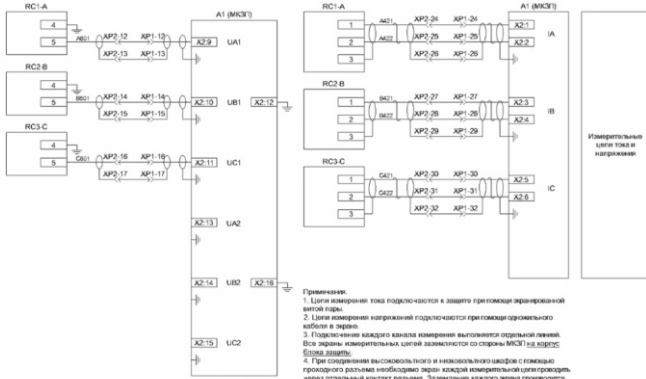 RC1-A
4
5
A601
XP2-12
XP1-12
XP2-13
XP1-13
RC2-B
4
5
B601
XP2-14
XP1-14
XP2-15
XP1-15
RC3-C
4
5
C601
XP2-16
XP1-16
XP2-17
XP1-17
A1 (МКЗП)
X2:9
UA1
X2:10
UB1
X2:12
X2:11
UC1
X2:13
UA2
X2:14
UB2
X2:16
X2:15
UC2
RC1-A
1
2
3
A421
A422
XP2-24
XP1-24
XP2-25
XP1-25
XP2-26
XP1-26
RC2-B
1
2
3
B421
B422
XP2-27
XP1-27
XP2-28
XP1-28
XP2-29
XP1-29
RC3-C
1
2
3
C421
C422
XP2-30
XP1-30
XP2-31
XP1-31
XP2-32
XP1-32
A1 (МКЗП)
X2:1
IA
X2:2
X2:3
IB
X2:4
X2:5
IC
X2:6
Измерительные
цепи тока и
напряжения
Примечания.
1. Цепи измерения тока подключаются к защите при помощи экранированной
витой пары.
2. Цепи измерения напряжений подключаются при помощи одножильного
кабеля в экране.
3. Подключение каждого канала измерения выполняется отдельной линией.
Все экраны измерительных цепей заземляются со стороны МКЗП на корпус
блока защиты.
4. При соединении высоковольтного и низковольтного шкафов с помощью
проходного разъема необходимо экран каждой измерительной цепи проводить
через отдельный контакт разъема. Заземление каждого экрана производится